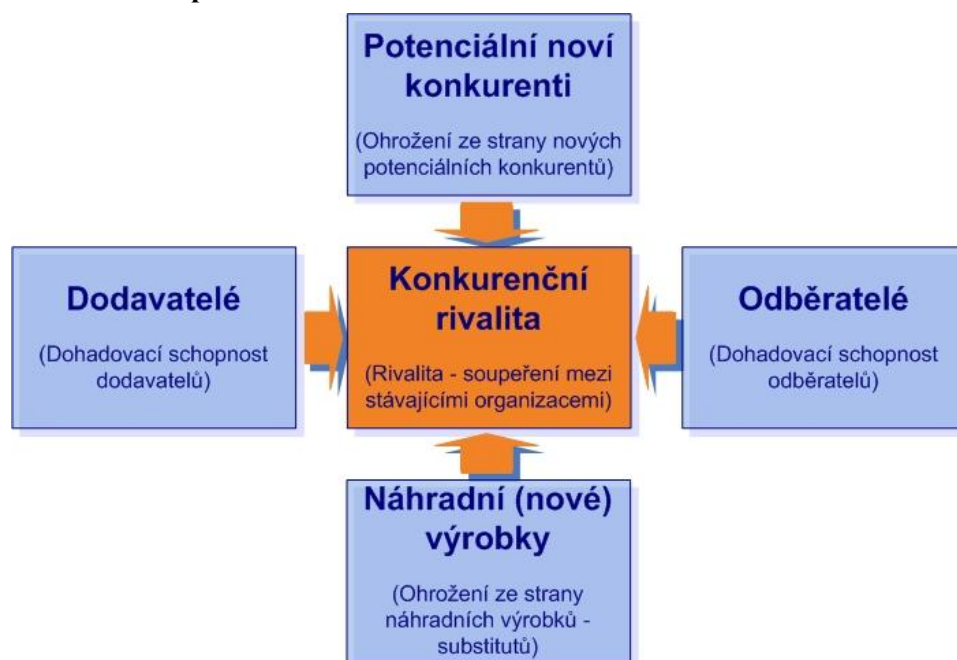 Potenciální noví
konkurenti
(Ohrožení ze strany nových
potenciálních konkurentů)
Dodavatelé
(Dohadovací schopnost
dodavatelů)
Konkurenční
rivalita
(Rivalita - soupeření mezi
stávajícími organizacemi)
Odběratelé
(Dohadovací schopnost
odběratelů)
Náhradní (nové)
výrobky
(Ohrožení ze strany
náhradních výrobků -
substitutů)